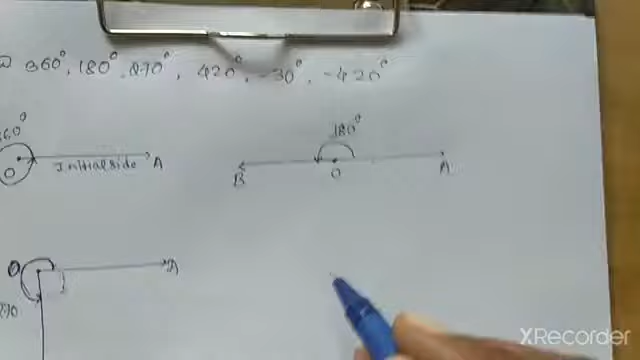 360°, 180°, 270°, 420°, -30°, -420°
360°
180°
O
Initial side
A
B
O
A
O
A
270
XRecorder